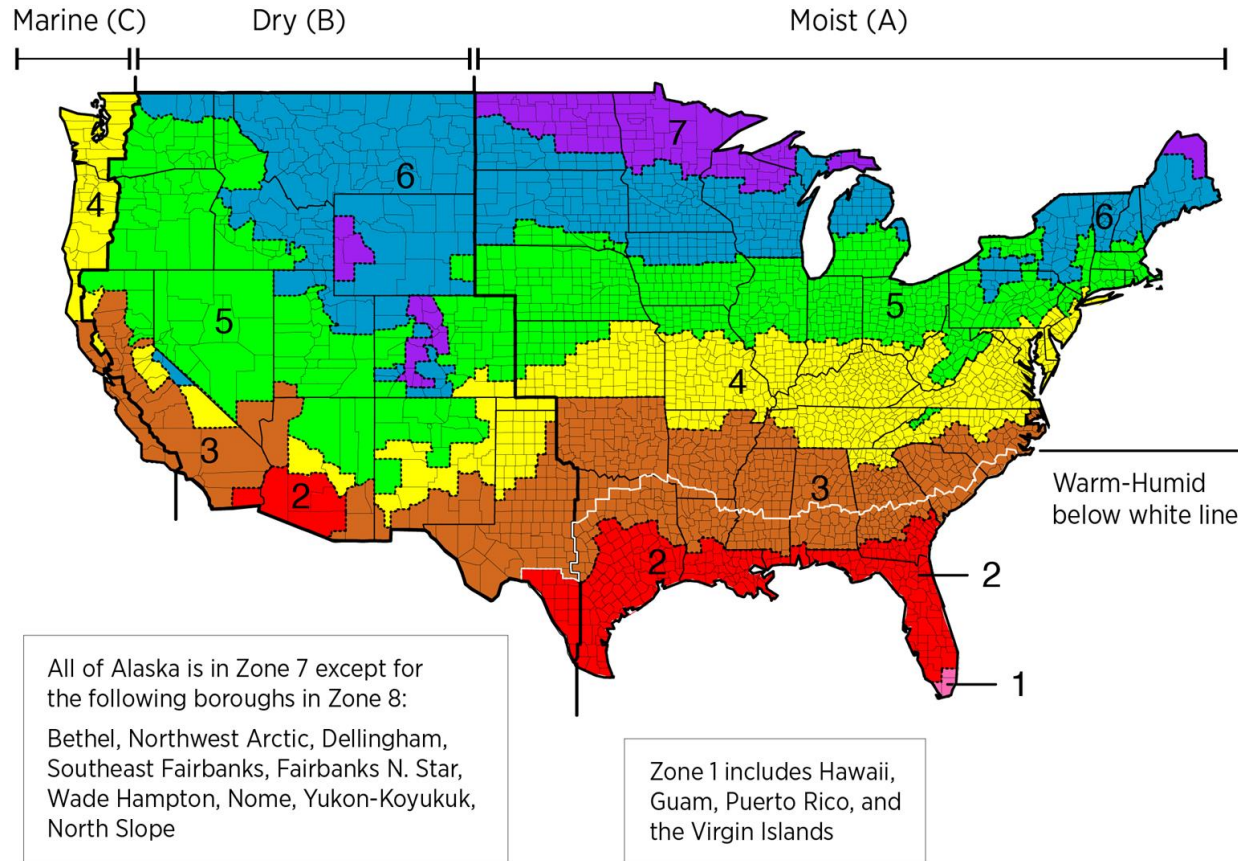 Marine (C)
Dry (B)
Moist (A)
7
6
4
6
5
5
4
3
3
2
2
Warm-Humid
below white line
2
1
All of Alaska is in Zone 7 except for
the following boroughs in Zone 8:
Bethel, Northwest Arctic, Dellingham,
Southeast Fairbanks, Fairbanks N. Star,
Wade Hampton, Nome, Yukon-Koyukuk,
North Slope
Zone 1 includes Hawaii,
Guam, Puerto Rico, and
the Virgin Islands